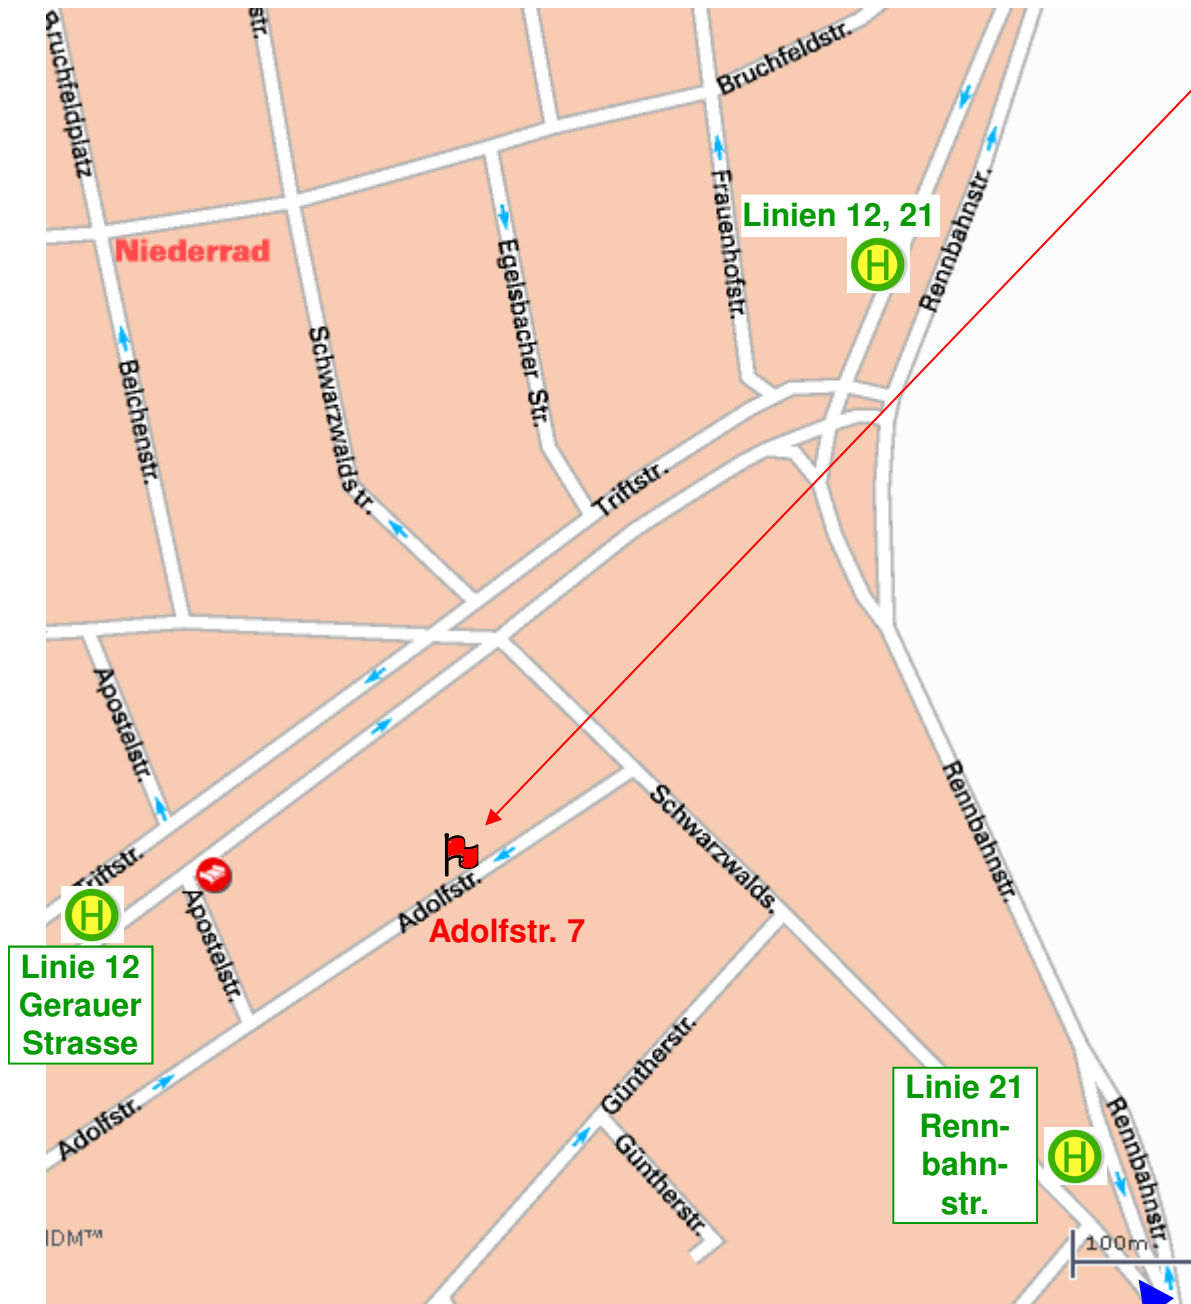 Bruchfeldplatz
str.
Bruchfeldstr.
Frauenhofstr.
Linien 12, 21
H
Rennbahnstr.
Niederrad
Egelsbacher Str.
Schwarzwaldstr.
Belchenstr.
Triftstr.
Apostelstr.
Rennbahnstr.
Schwarzwalds.
Triftstr.
Adolfstr.
Adolfstr. 7
Apostelstr.
H
Linie 12
Gerauer
Strasse
Güntherstr.
Adolfstr.
Güntherstr.
Linie 21
Renn-
bahn-
str.
H
Rennbahnstr.
IDM™
100m